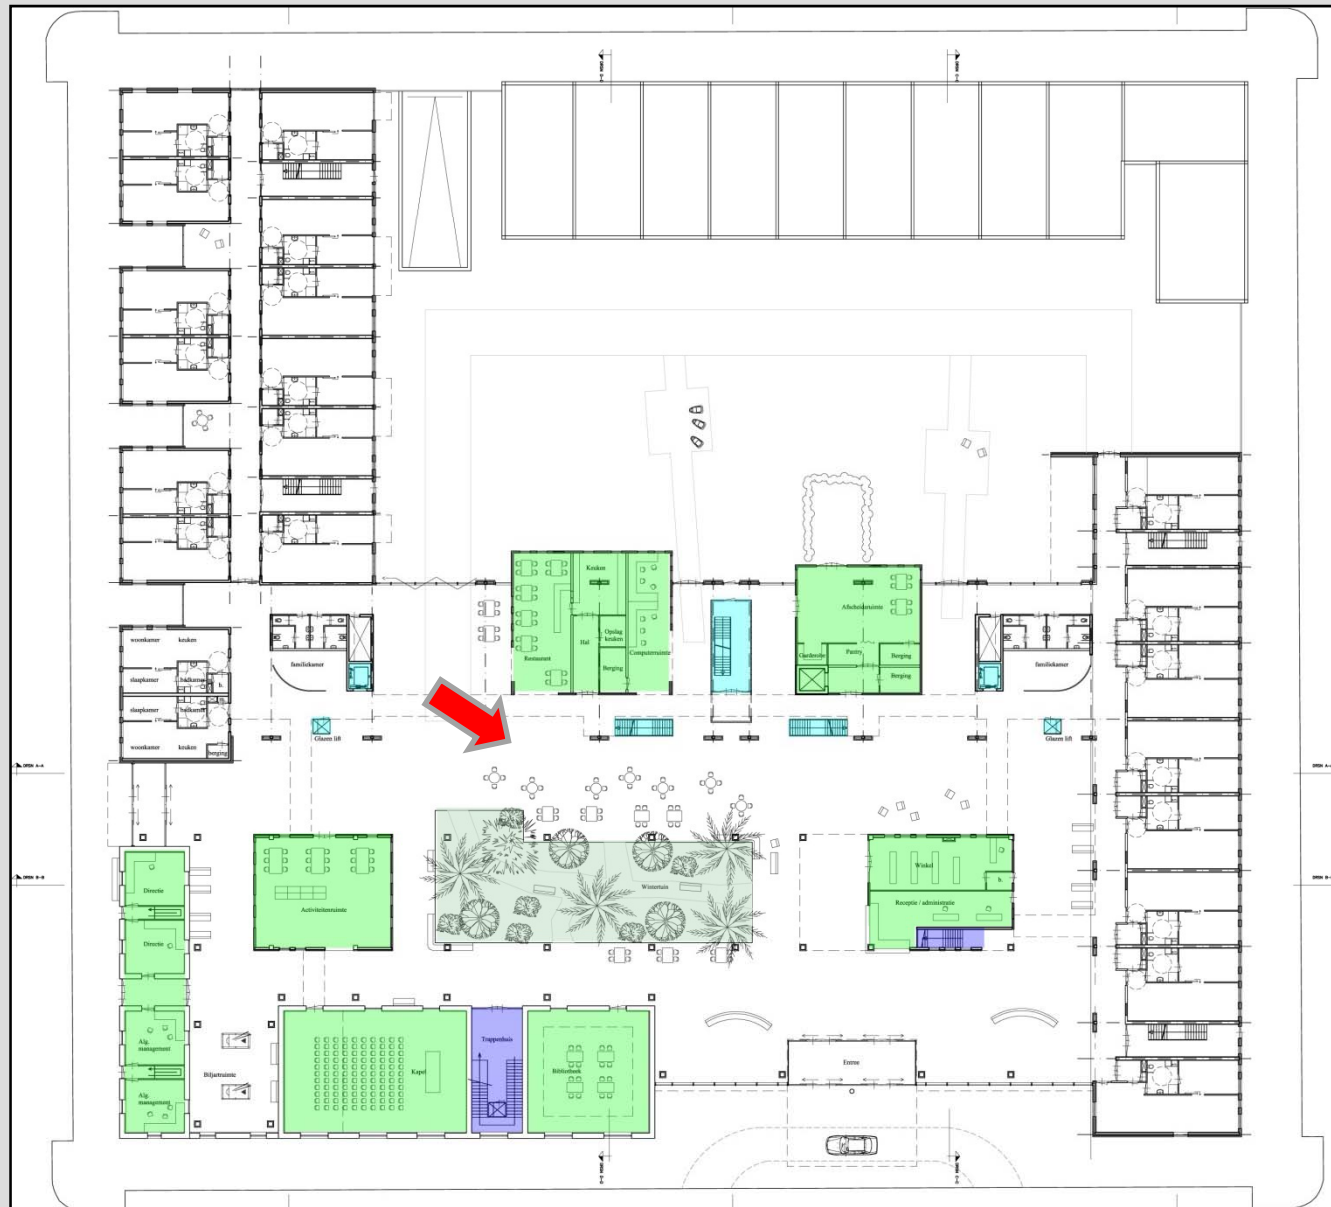 Keuken
Afscheidsruimte
Opslag
keuken
Hal
Restaurant
Computerruimte
Berging
Garderobe
Pantry
Berging
Berging
woonkamer keuken
slaapkamer badkamer
b.
slaapkamer badkamer
woonkamer keuken
berging
familiekamer
familiekamer
Glazen lift
Glazen lift
DRSN A-A
Directie
Directie
Activiteitenruimte
Wintertuin
Winkel
b.
Receptie / administratie
DRSN B-B
Alg.
management
Alg.
management
Biljartruimte
Kapel
Trappenhuis
Bibliotheek
Entree